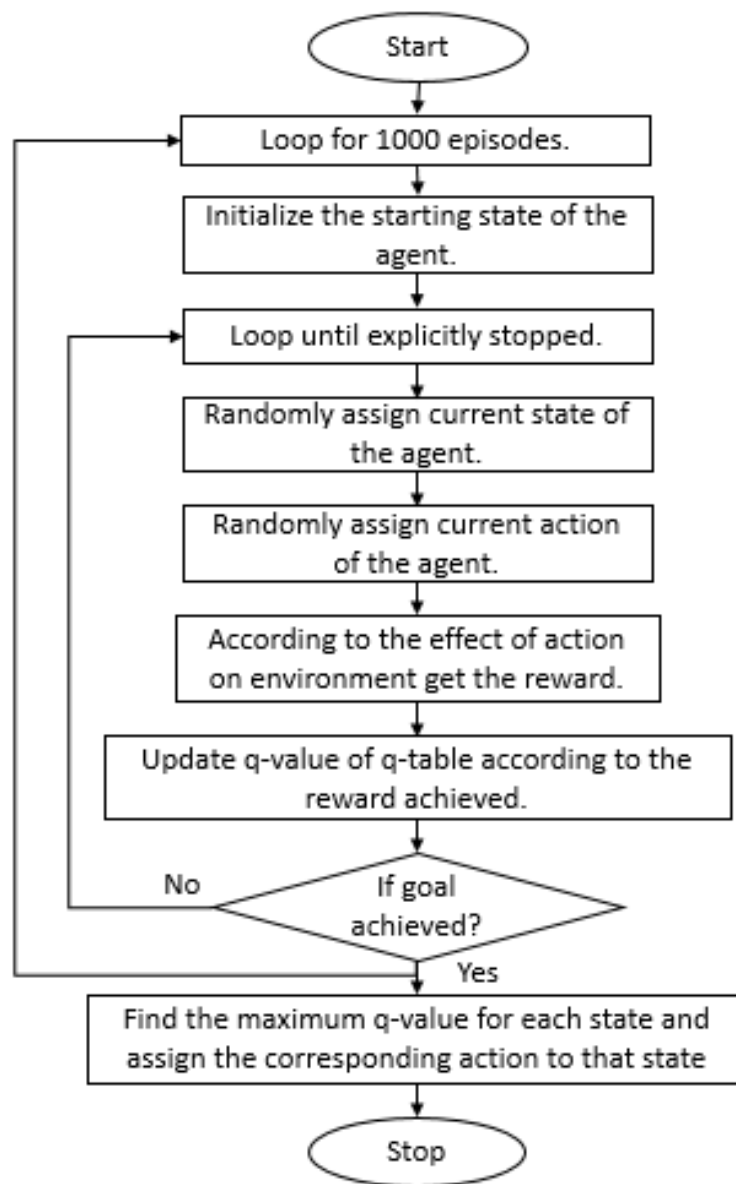 Start
Loop for 1000 episodes.
Initialize the starting state of the
agent.
Loop until explicitly stopped.
Randomly assign current state of
the agent.
Randomly assign current action
of the agent.
According to the effect of action
on environment get the reward.
Update q-value of q-table according to the
reward achieved.
No
If goal
achieved?
Yes
Find the maximum q-value for each state and
assign the corresponding action to that state
Stop